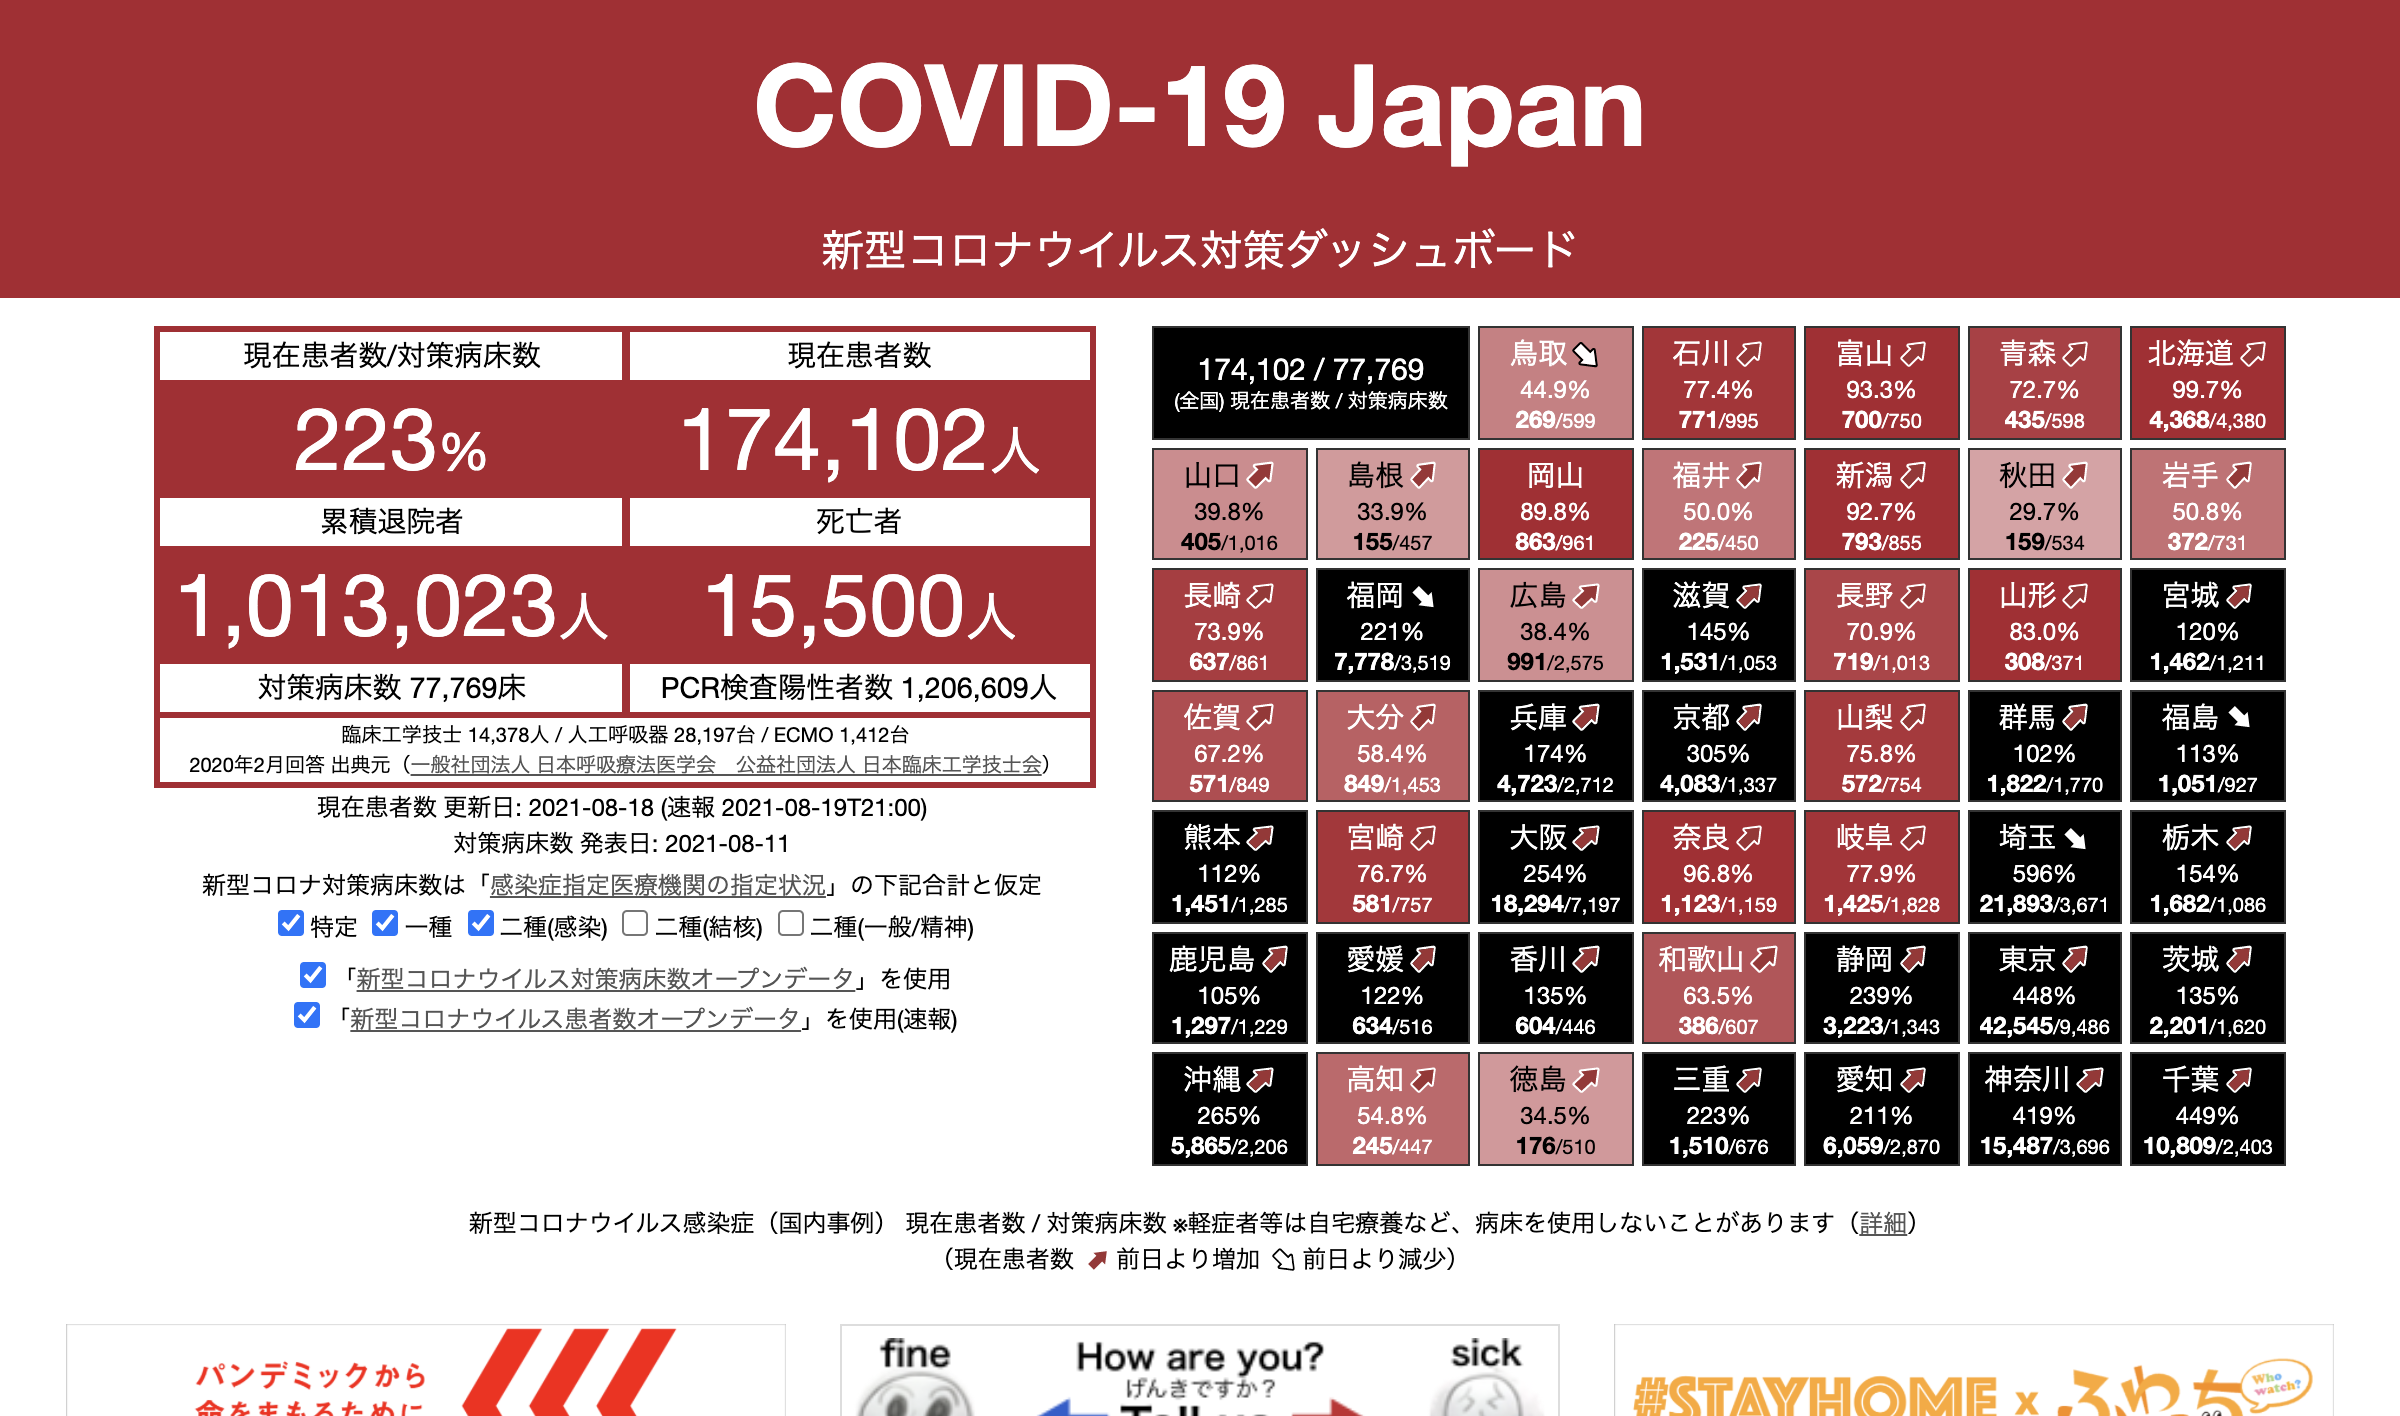 COVID-19 Japan
新型コロナウイルス対策ダッシュボード
現在患者数/対策病床数
現在患者数
223%
174,102人
累積退院者
死亡者
1,013,023人
15,500人
対策病床数 77,769床
PCR検査陽性者数 1,206,609人
臨床工学技士 14,378人 / 人工呼吸器 28,197台 / ECMO 1,412台
2020年2月回答 出典元（一般社団法人 日本呼吸療法医学会　公益社団法人 日本臨床工学技士会）
現在患者数 更新日: 2021-08-18 (速報 2021-08-19T21:00)
対策病床数 発表日: 2021-08-11
新型コロナ対策病床数は「感染症指定医療機関の指定状況」の下記合計と仮定
特定 一種 二種(感染) 二種(結核) 二種(一般/精神)
「新型コロナウイルス対策病床数オープンデータ」を使用
「新型コロナウイルス患者数オープンデータ」を使用(速報)
174,102 / 77,769
(全国) 現在患者数 / 対策病床数
鳥取
44.9%
269/599
石川
77.4%
771/995
富山
93.3%
700/750
青森
72.7%
435/598
北海道
99.7%
4,368/4,380
山口
39.8%
405/1,016
島根
33.9%
155/457
岡山
89.8%
863/961
福井
50.0%
225/450
新潟
92.7%
793/855
秋田
29.7%
159/534
岩手
50.8%
372/731
長崎
73.9%
637/861
福岡
221%
7,778/3,519
広島
38.4%
991/2,575
滋賀
145%
1,531/1,053
長野
70.9%
719/1,013
山形
83.0%
308/371
宮城
120%
1,462/1,211
佐賀
67.2%
571/849
大分
58.4%
849/1,453
兵庫
174%
4,723/2,712
京都
305%
4,083/1,337
山梨
75.8%
572/754
群馬
102%
1,822/1,770
福島
113%
1,051/927
熊本
112%
1,451/1,285
宮崎
76.7%
581/757
大阪
254%
18,294/7,197
奈良
96.8%
1,123/1,159
岐阜
77.9%
1,425/1,828
埼玉
596%
21,893/3,671
栃木
154%
1,682/1,086
鹿児島
105%
1,297/1,229
愛媛
122%
634/516
香川
135%
604/446
和歌山
63.5%
386/607
静岡
239%
3,223/1,343
東京
448%
42,545/9,486
茨城
135%
2,201/1,620
沖縄
265%
5,865/2,206
高知
54.8%
245/447
徳島
34.5%
176/510
三重
223%
1,510/676
愛知
211%
6,059/2,870
神奈川
419%
15,487/3,696
千葉
449%
10,809/2,403
新型コロナウイルス感染症（国内事例） 現在患者数 / 対策病床数 ※軽症者等は自宅療養など、病床を使用しないことがあります（詳細）
（現在患者数 前日より増加 前日より減少）
パンデミックから
命をまもるために
fine
How are you?
sick
げんきですか？
Tell us
#STAYHOME x ふわっち
Who watch?